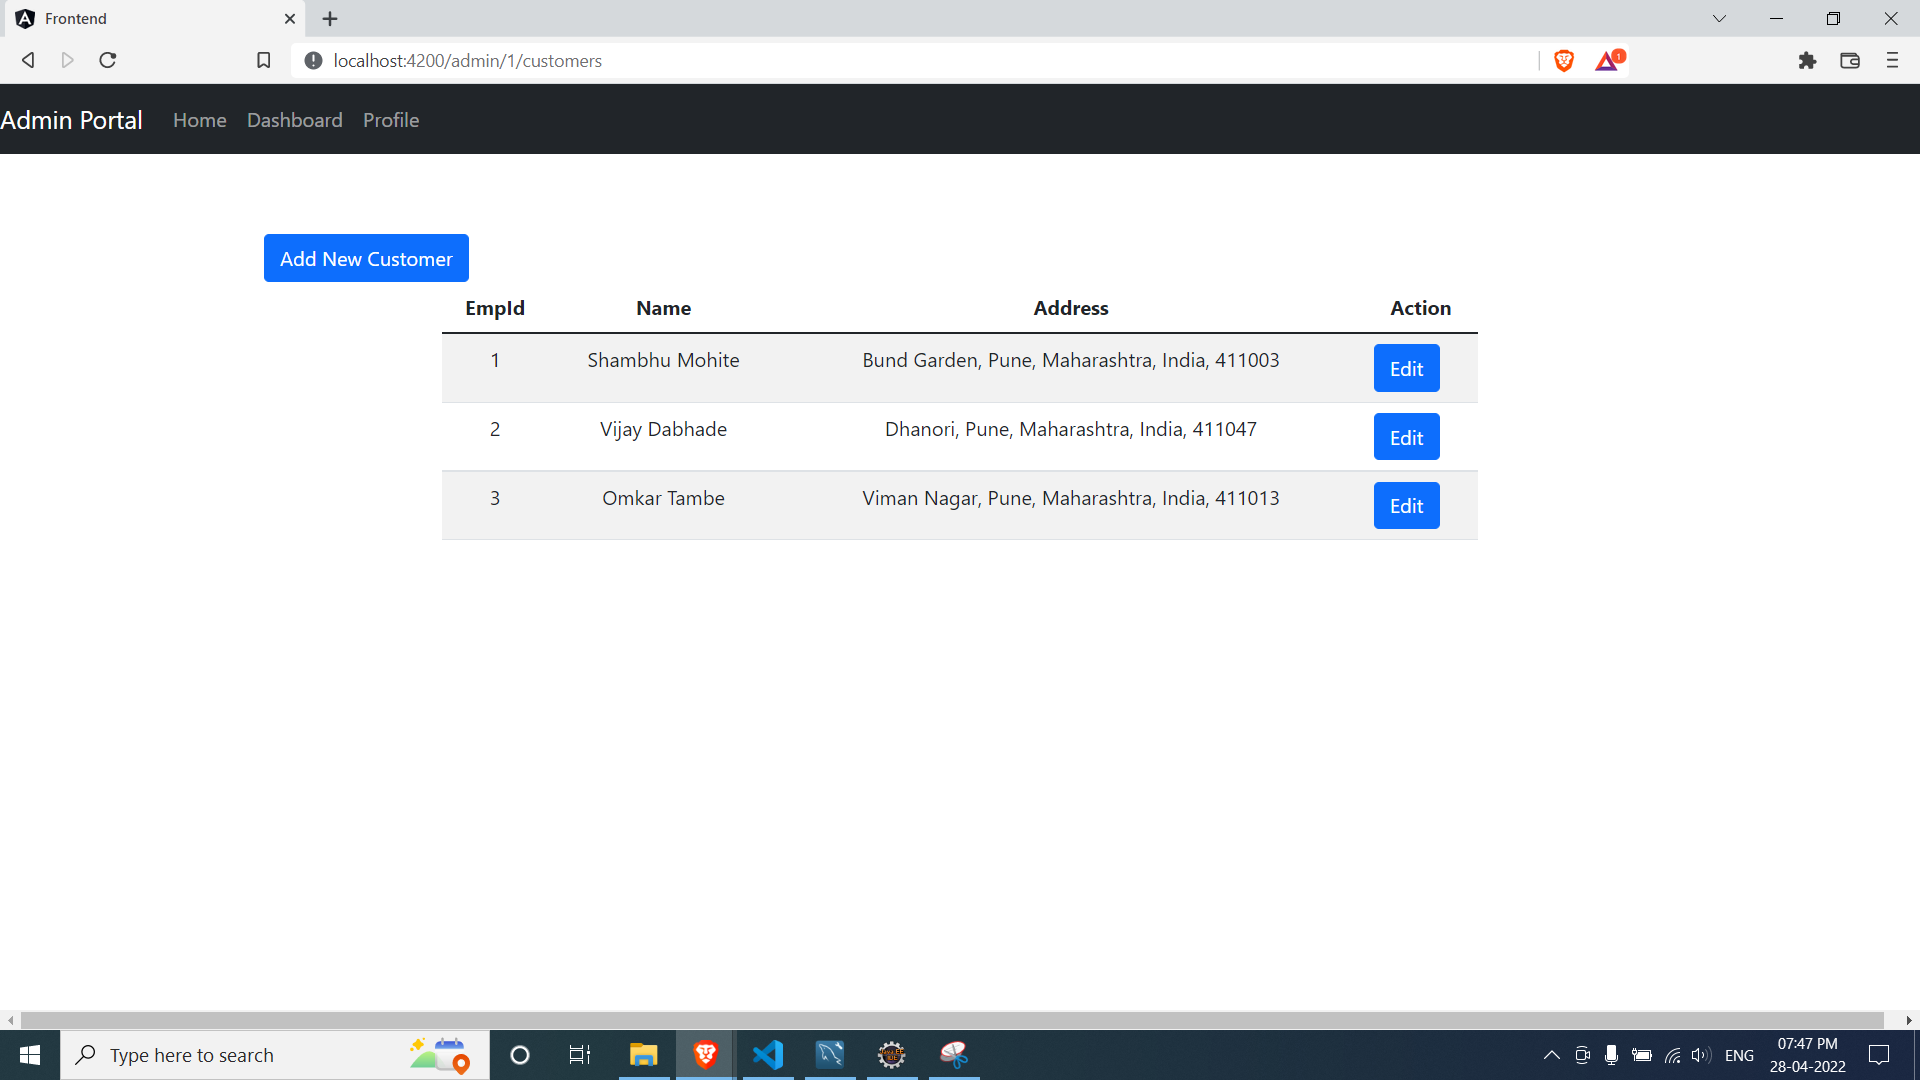 Frontend
localhost:4200/admin/1/customers
1
Admin Portal Home Dashboard Profile
Add New Customer
EmpId Name Address Action
1 Shambhu Mohite Bund Garden, Pune, Maharashtra, India, 411003 Edit
2 Vijay Dabhade Dhanori, Pune, Maharashtra, India, 411047 Edit
3 Omkar Tambe Viman Nagar, Pune, Maharashtra, India, 411013 Edit
Type here to search
ENG
07:47 PM
28-04-2022